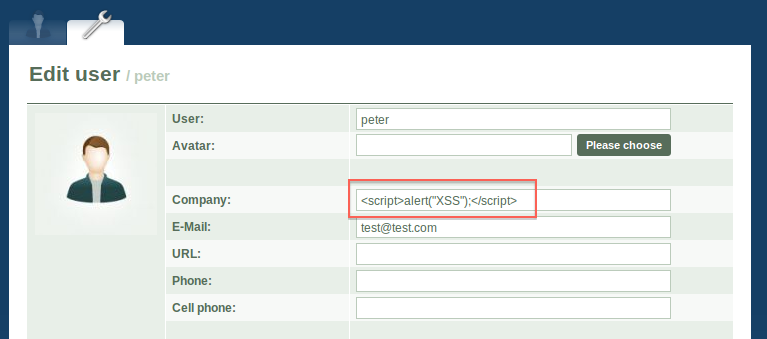 Edit user / peter
User: peter
Avatar: Please choose
Company: <script>alert("XSS");</script>
E-Mail: test@test.com
URL:
Phone:
Cell phone: